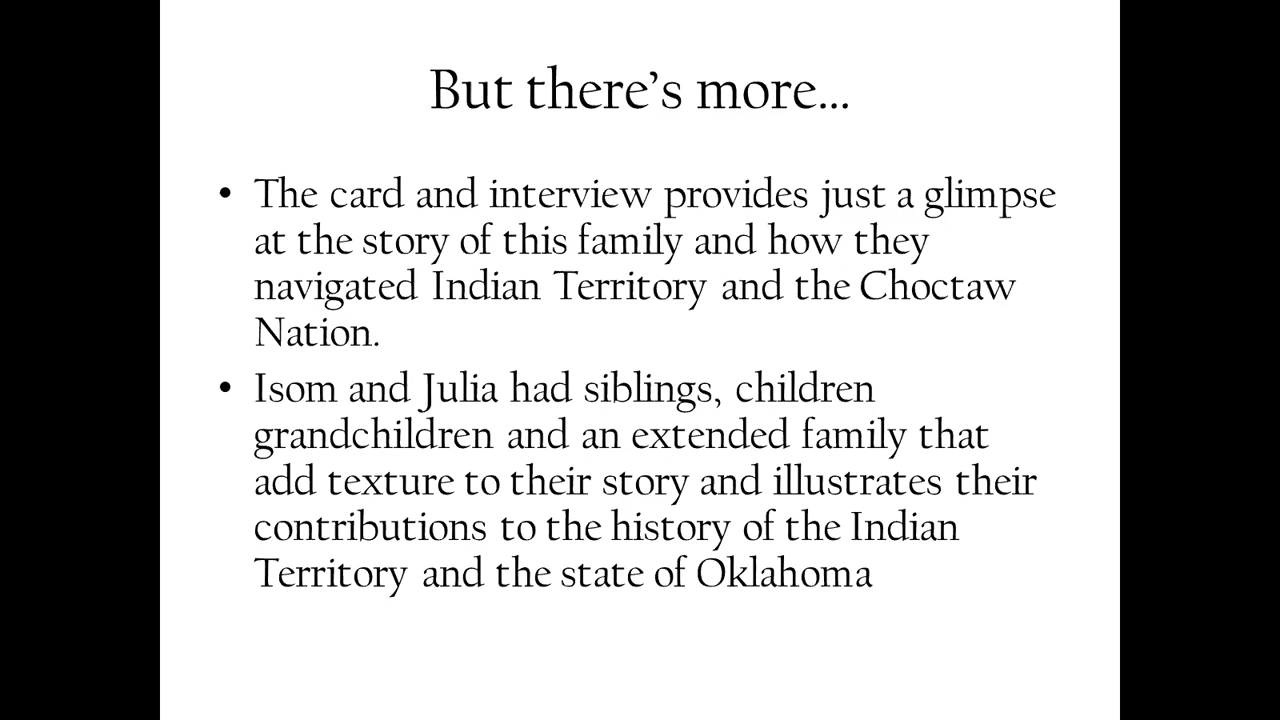 But there’s more...
• The card and interview provides just a glimpse
at the story of this family and how they
navigated Indian Territory and the Choctaw
Nation.
• Isom and Julia had siblings, children
grandchildren and an extended family that
add texture to their story and illustrates their
contributions to the history of the Indian
Territory and the state of Oklahoma